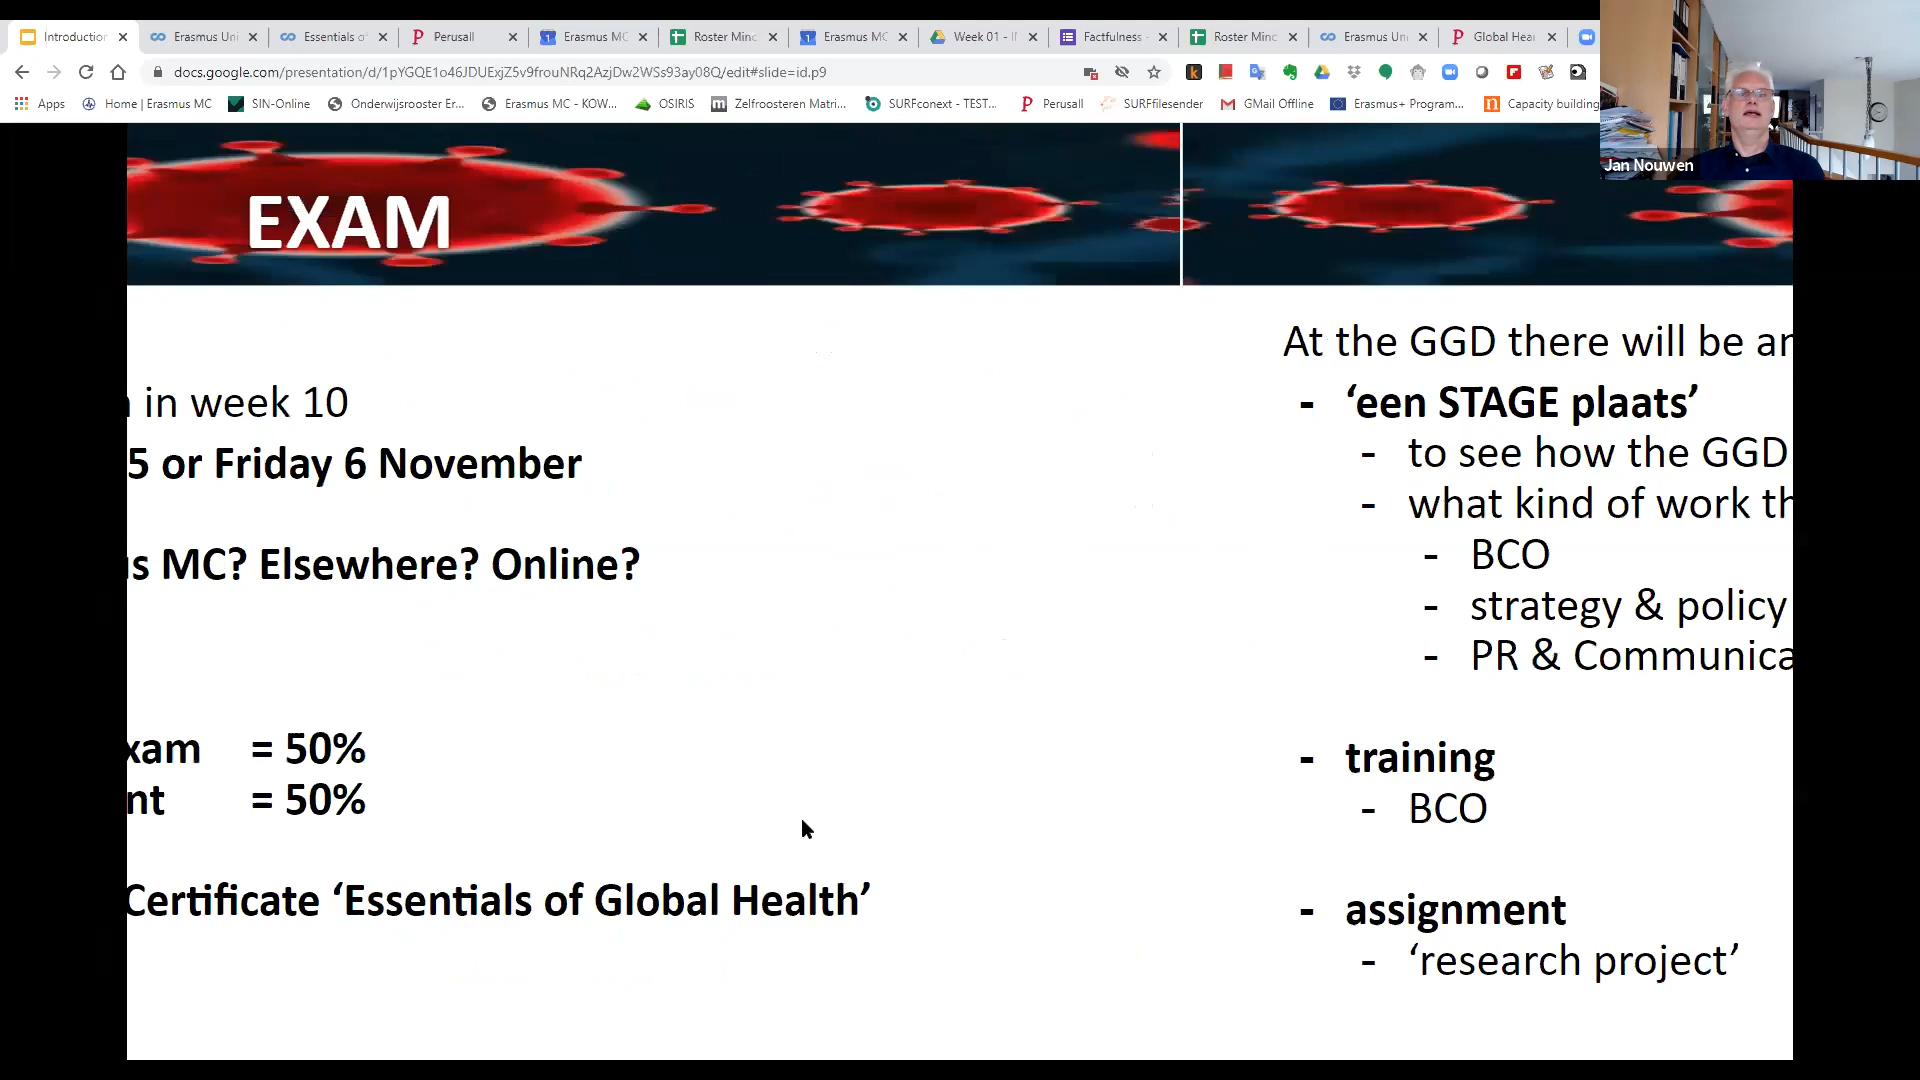 Introduction
Erasmus Uni
Essentials o
Perusall
Erasmus MC
Roster Minc
Erasmus MC
Week 01 - I
Factfulness -
Roster Minc
Erasmus Uni
Global Hea
docs.google.com/presentation/d/1pYGQE1o46JDUExjZ5v9frouNRq2AzjDw2WSs93ay08Q/edit#slide=id.p9
Apps
Home | Erasmus MC
SIN-Online
Onderwijsrooster Er...
Erasmus MC - KOW...
OSIRIS
Zelfroosteren Matri...
SURFconext - TEST...
Perusall
SURFfilesender
GMail Offline
Erasmus+ Program...
Capacity building
Jan Nouwen
EXAM
in week 10
5 or Friday 6 November
s MC? Elsewhere? Online?
xam = 50%
nt = 50%
Certificate ‘Essentials of Global Health’
At the GGD there will be an
- ‘een STAGE plaats’
- to see how the GGD
- what kind of work th
- BCO
- strategy & policy
- PR & Communica
- training
- BCO
- assignment
- ‘research project’